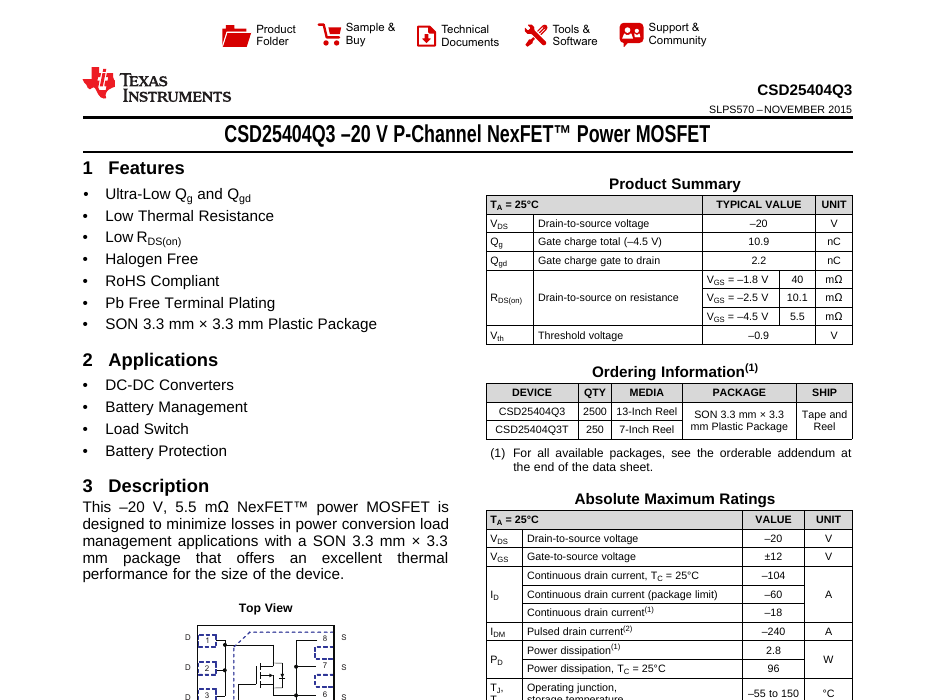 Product Folder
Sample & Buy
Technical Documents
Tools & Software
Support & Community
TEXAS INSTRUMENTS
CSD25404Q3
SLPS570 –NOVEMBER 2015
CSD25404Q3 –20 V P-Channel NexFET™ Power MOSFET
1 Features
• Ultra-Low Qg and Qgd
• Low Thermal Resistance
• Low RDS(on)
• Halogen Free
• RoHS Compliant
• Pb Free Terminal Plating
• SON 3.3 mm × 3.3 mm Plastic Package
2 Applications
• DC-DC Converters
• Battery Management
• Load Switch
• Battery Protection
3 Description
This –20 V, 5.5 mΩ NexFET™ power MOSFET is
designed to minimize losses in power conversion load
management applications with a SON 3.3 mm × 3.3
mm package that offers an excellent thermal
performance for the size of the device.
Top View
D 1 8 S
D 2 7 S
D 3 6 S
Product Summary
TA = 25°C TYPICAL VALUE UNIT
VDS Drain-to-source voltage –20 V
Qg Gate charge total (–4.5 V) 10.9 nC
Qgd Gate charge gate to drain 2.2 nC
RDS(on) Drain-to-source on resistance VGS = –1.8 V 40 mΩ
VGS = –2.5 V 10.1 mΩ
VGS = –4.5 V 5.5 mΩ
Vth Threshold voltage –0.9 V
Ordering Information(1)
DEVICE QTY MEDIA PACKAGE SHIP
CSD25404Q3 2500 13-Inch Reel SON 3.3 mm × 3.3 mm Plastic Package Tape and Reel
CSD25404Q3T 250 7-Inch Reel
(1) For all available packages, see the orderable addendum at
the end of the data sheet.
Absolute Maximum Ratings
TA = 25°C VALUE UNIT
VDS Drain-to-source voltage –20 V
VGS Gate-to-source voltage ±12 V
ID Continuous drain current, TC = 25°C –104 A
Continuous drain current (package limit) –60
Continuous drain current(1) –18
IDM Pulsed drain current(2) –240 A
PD Power dissipation(1) 2.8 W
Power dissipation, TC = 25°C 96
TJ, Operating junction, –55 to 150 °C
storage temperature